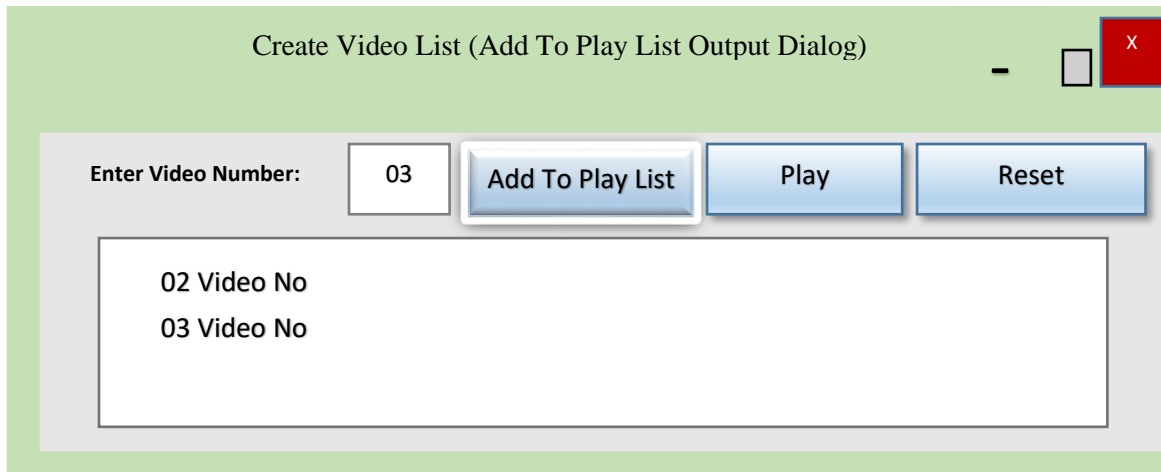 Create Video List (Add To Play List Output Dialog)
X
Enter Video Number: 03 Add To Play List Play Reset
02 Video No
03 Video No